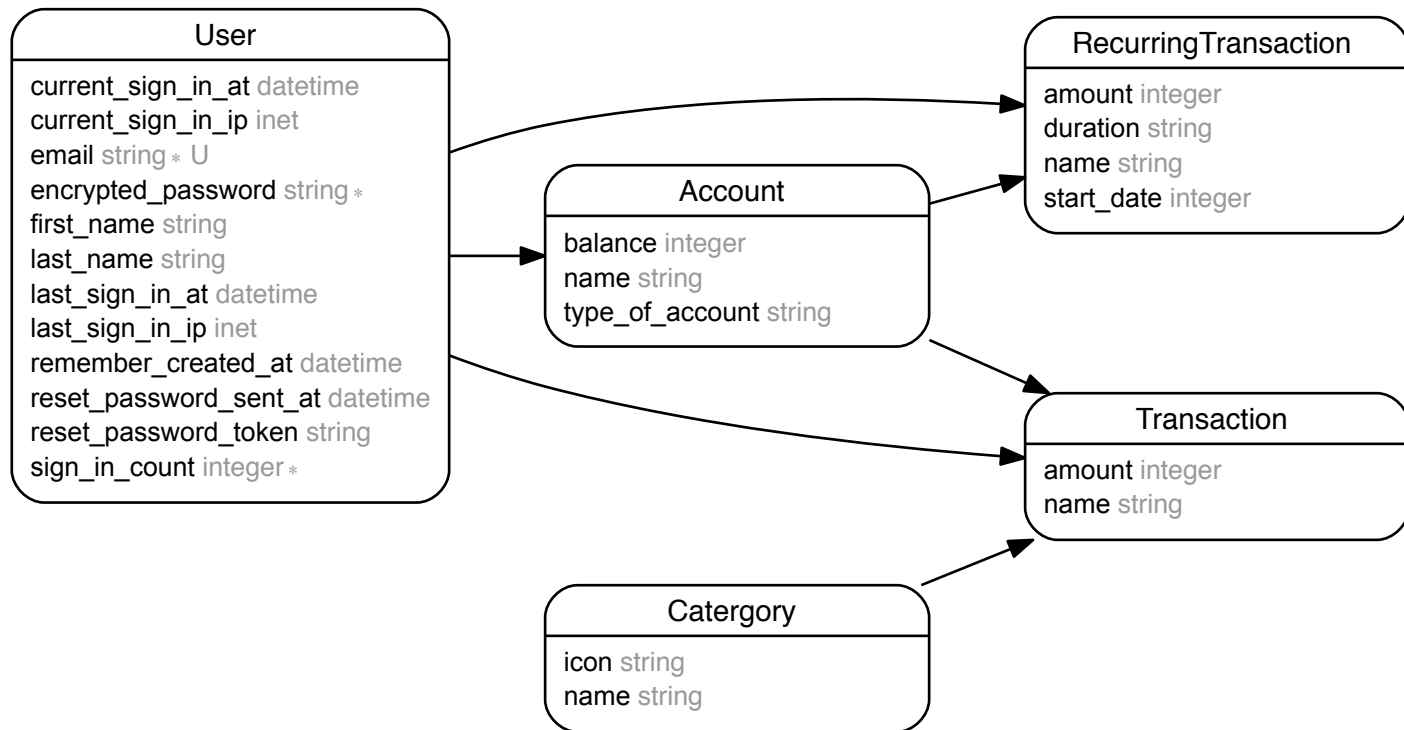 User
current_sign_in_at datetime
current_sign_in_ip inet
email string * U
encrypted_password string *
first_name string
last_name string
last_sign_in_at datetime
last_sign_in_ip inet
remember_created_at datetime
reset_password_sent_at datetime
reset_password_token string
sign_in_count integer *
Account
balance integer
name string
type_of_account string
Catergory
icon string
name string
RecurringTransaction
amount integer
duration string
name string
start_date integer
Transaction
amount integer
name string